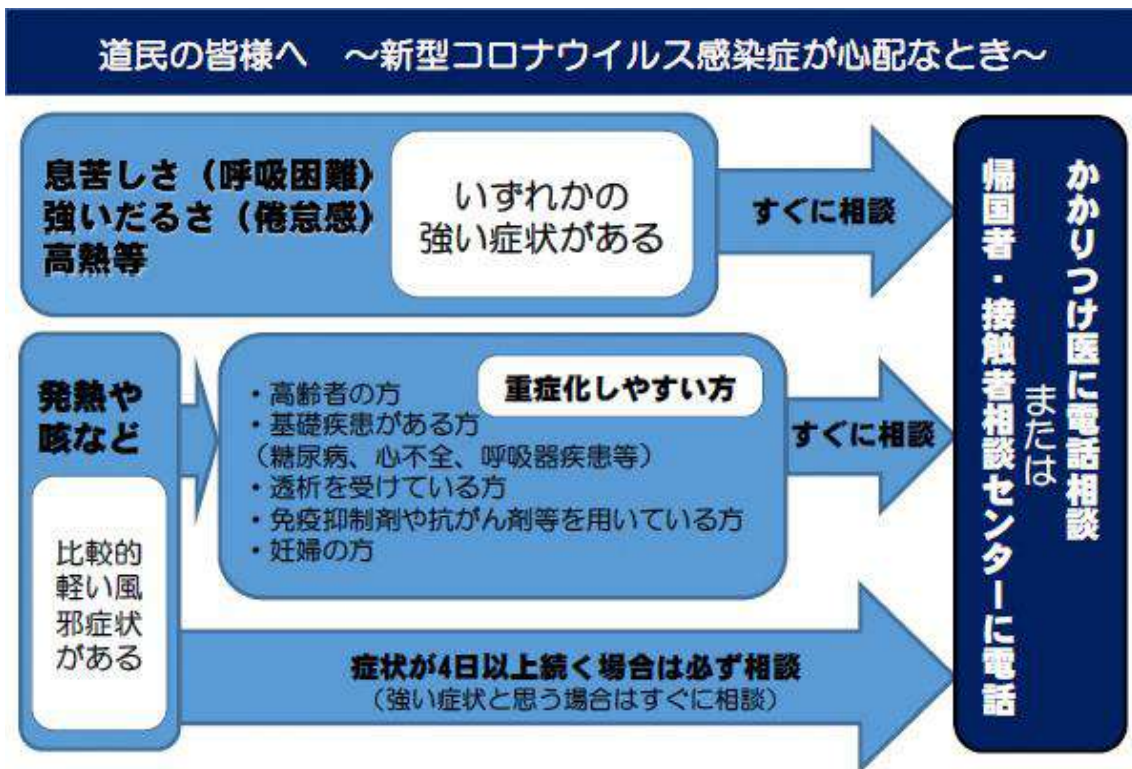 道民の皆様へ　～新型コロナウイルス感染症が心配なとき～
息苦しさ（呼吸困難）
強いだるさ（倦怠感）
高熱等
いずれかの
強い症状がある
すぐに相談
発熱や
咳など
比較的
軽い風
邪症状
がある
重症化しやすい方
・高齢者の方
・基礎疾患がある方
（糖尿病、心不全、呼吸器疾患等）
・透析を受けている方
・免疫抑制剤や抗がん剤等を用いている方
・妊婦の方
すぐに相談
症状が4日以上続く場合は必ず相談
（強い症状と思う場合はすぐに相談）
かかりつけ医に電話相談
または
帰国者・接触者相談センターに電話